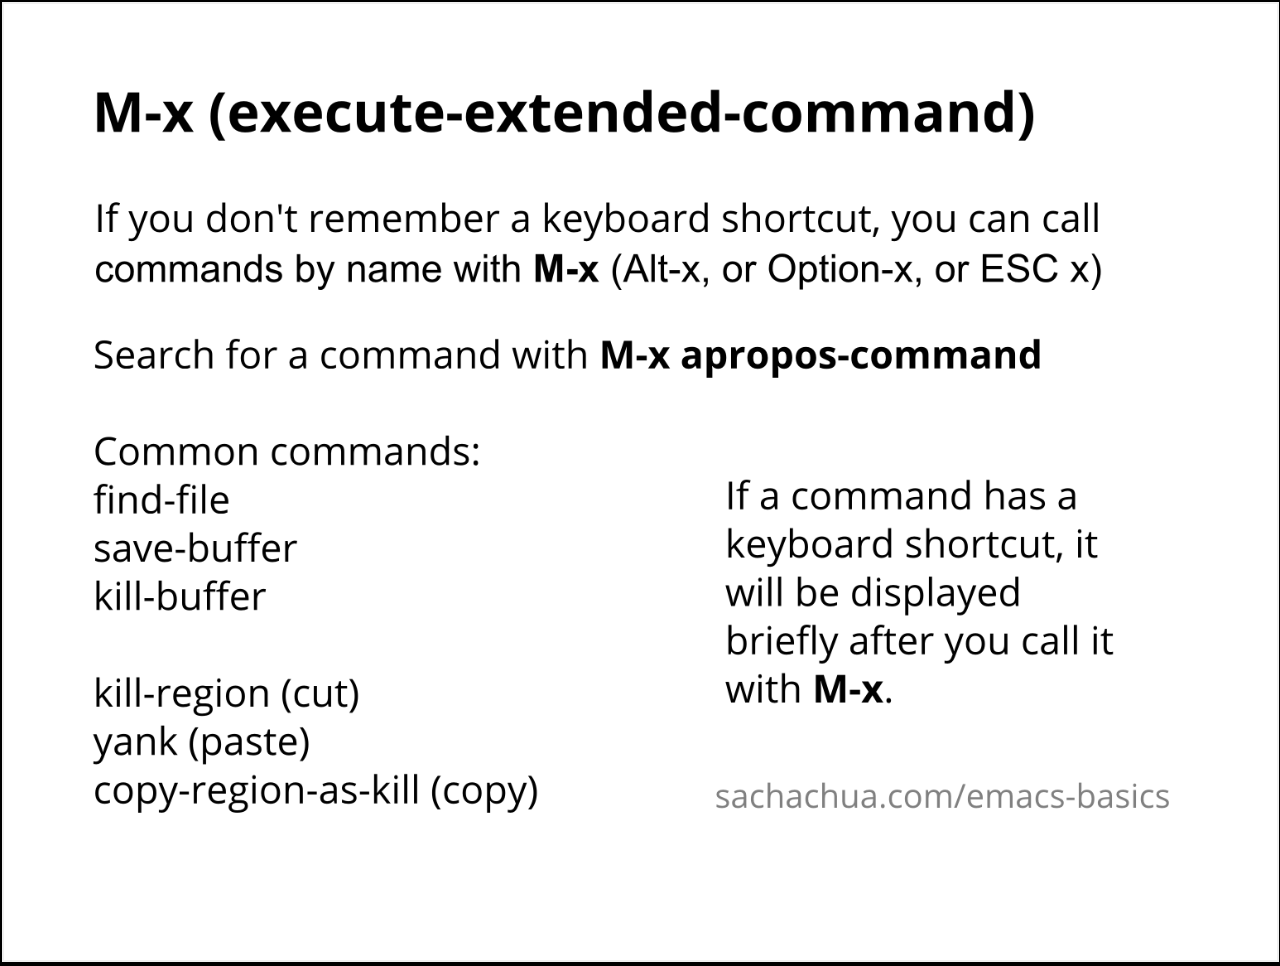 M-x (execute-extended-command)
If you don't remember a keyboard shortcut, you can call
commands by name with M-x (Alt-x, or Option-x, or ESC x)
Search for a command with M-x apropos-command
Common commands:
find-file
save-buffer
kill-buffer
kill-region (cut)
yank (paste)
copy-region-as-kill (copy)
If a command has a
keyboard shortcut, it
will be displayed
briefly after you call it
with M-x.
sachachua.com/emacs-basics